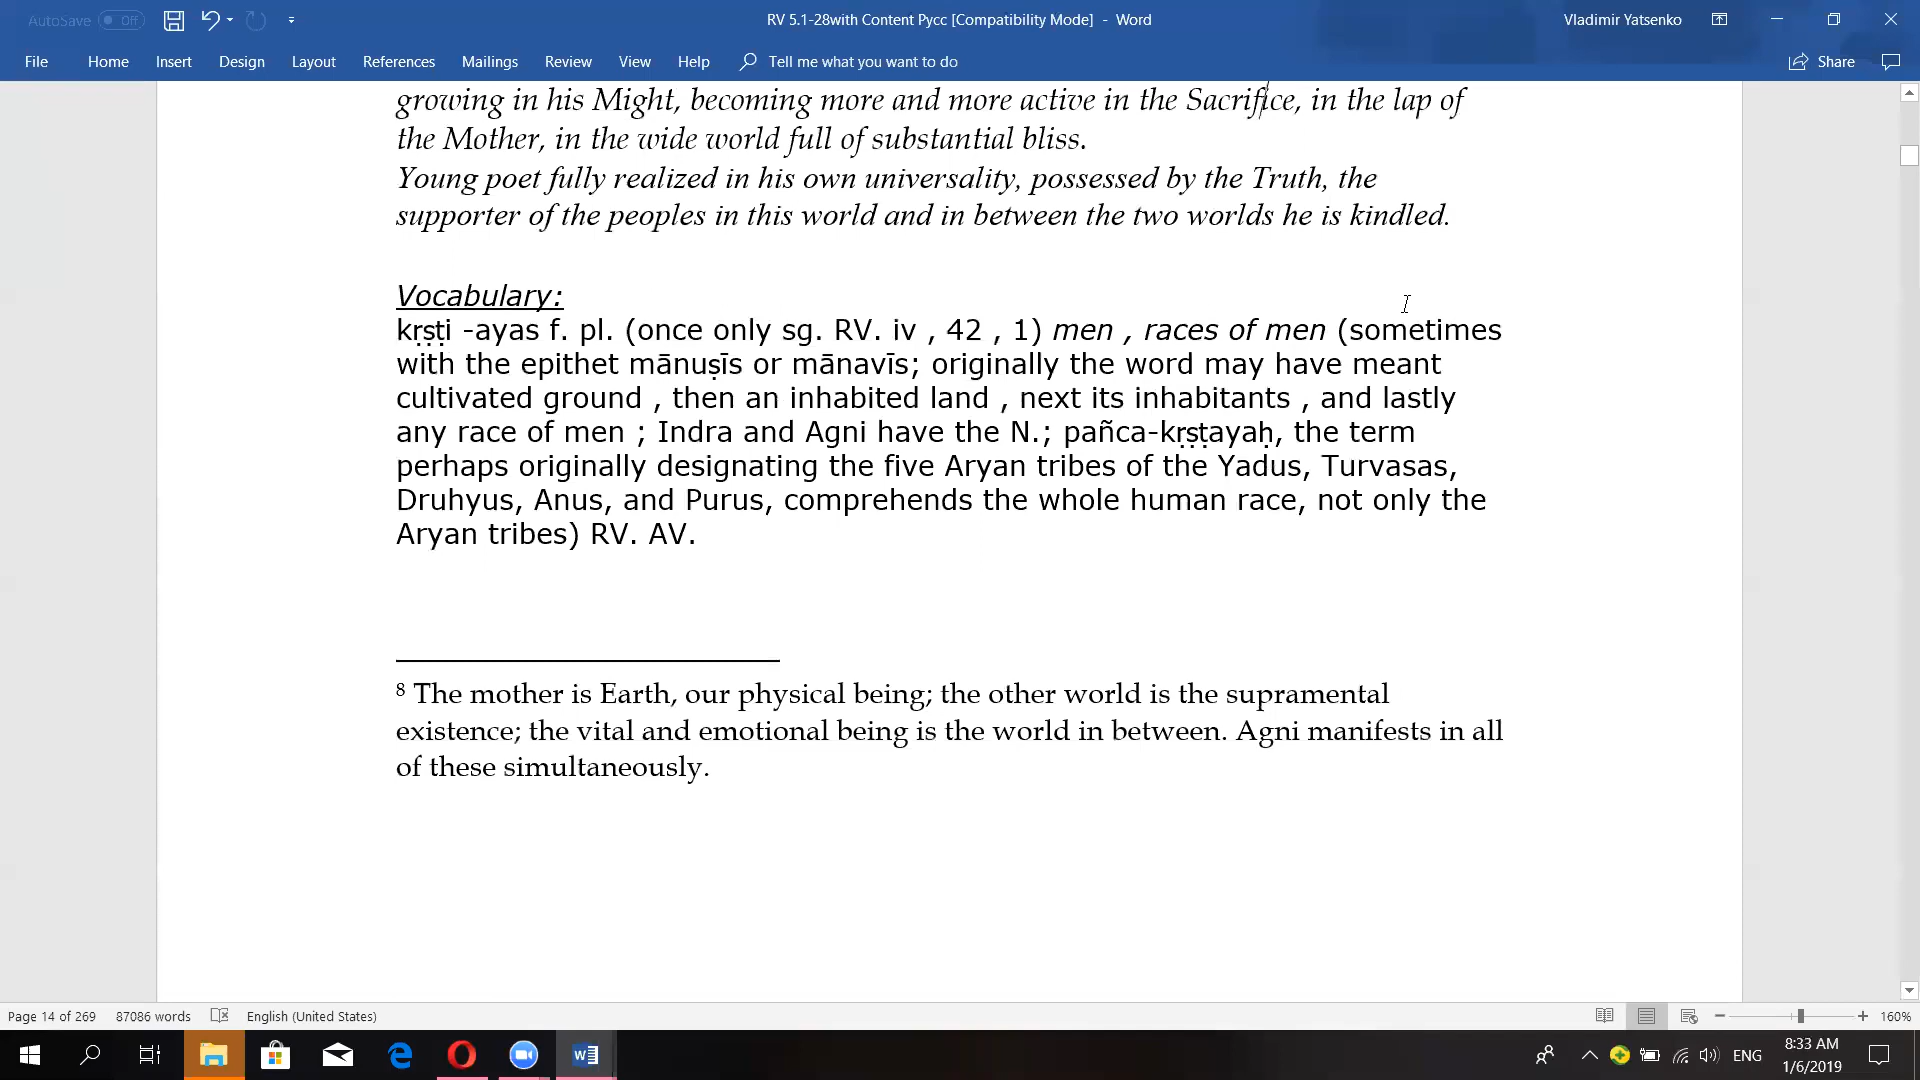 AutoSave Off
RV 5.1-28with Content Русс [Compatibility Mode] - Word
Vladimir Yatsenko
File Home Insert Design Layout References Mailings Review View Help Tell me what you want to do Share
growing in his Might, becoming more and more active in the Sacrifice, in the lap of
the Mother, in the wide world full of substantial bliss.
Young poet fully realized in his own universality, possessed by the Truth, the
supporter of the peoples in this world and in between the two worlds he is kindled.
Vocabulary:
kṛṣṭi -ayas f. pl. (once only sg. RV. iv , 42 , 1) men , races of men (sometimes
with the epithet mānuṣīs or mānavīs; originally the word may have meant
cultivated ground , then an inhabited land , next its inhabitants , and lastly
any race of men ; Indra and Agni have the N.; pañca-kṛṣṭayaḥ, the term
perhaps originally designating the five Aryan tribes of the Yadus, Turvasas,
Druhyus, Anus, and Purus, comprehends the whole human race, not only the
Aryan tribes) RV. AV.
8 The mother is Earth, our physical being; the other world is the supramental
existence; the vital and emotional being is the world in between. Agni manifests in all
of these simultaneously.
Page 14 of 269 87086 words English (United States) 160%
ENG
8:33 AM
1/6/2019